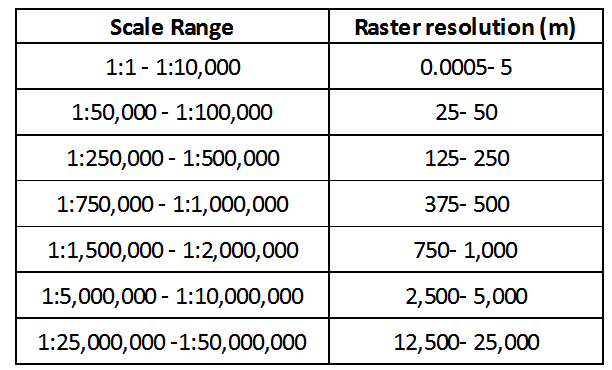 Scale Range Raster resolution (m)
1:1 - 1:10,000 0.0005- 5
1:50,000 - 1:100,000 25- 50
1:250,000 - 1:500,000 125- 250
1:750,000 - 1:1,000,000 375- 500
1:1,500,000 - 1:2,000,000 750- 1,000
1:5,000,000 - 1:10,000,000 2,500- 5,000
1:25,000,000 -1:50,000,000 12,500- 25,000